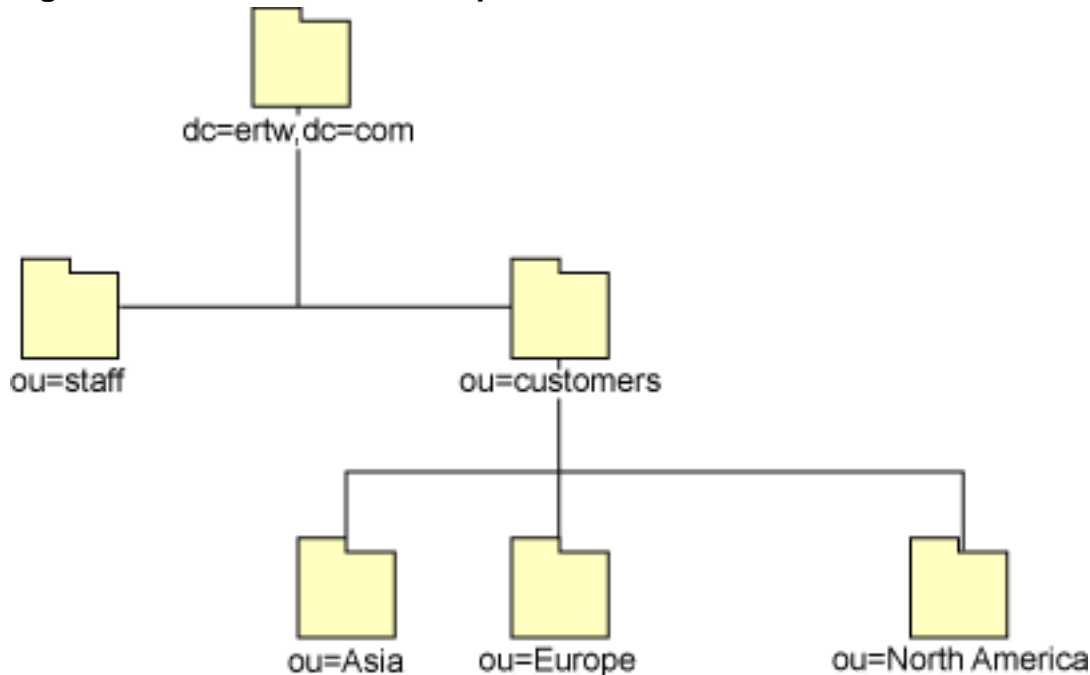 dc=ertw,dc=com
ou=staff
ou=customers
ou=Asia
ou=Europe
ou=North America